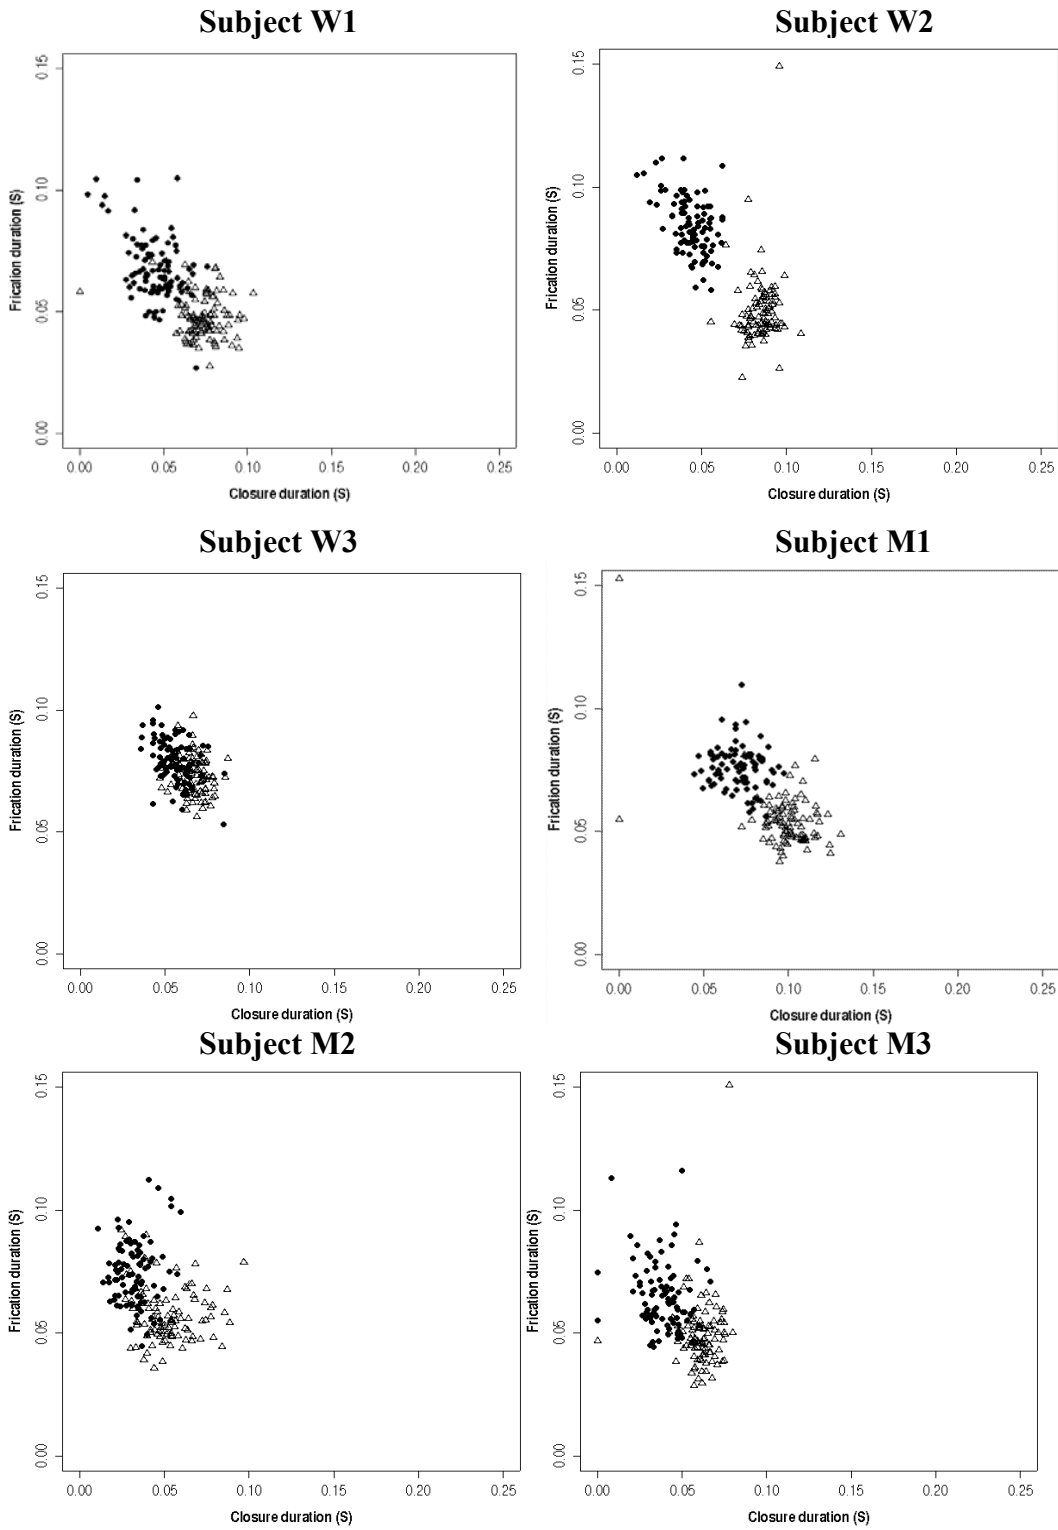 Subject W1
Subject W2
0.15
0.10
0.05
0.00
Frication duration (S)
0.00 0.05 0.10 0.15 0.20 0.25
Closure duration (S)
0.15
0.10
0.05
0.00
Frication duration (S)
0.00 0.05 0.10 0.15 0.20 0.25
Closure duration (S)
Subject W3
Subject M1
0.15
0.10
0.05
0.00
Frication duration (S)
0.00 0.05 0.10 0.15 0.20 0.25
Closure duration (S)
0.15
0.10
0.05
0.00
Frication duration (S)
0.00 0.05 0.10 0.15 0.20 0.25
Closure duration (S)
Subject M2
Subject M3
0.15
0.10
0.05
0.00
Frication duration (S)
0.00 0.05 0.10 0.15 0.20 0.25
Closure duration (S)
0.15
0.10
0.05
0.00
Frication duration (S)
0.00 0.05 0.10 0.15 0.20 0.25
Closure duration (S)